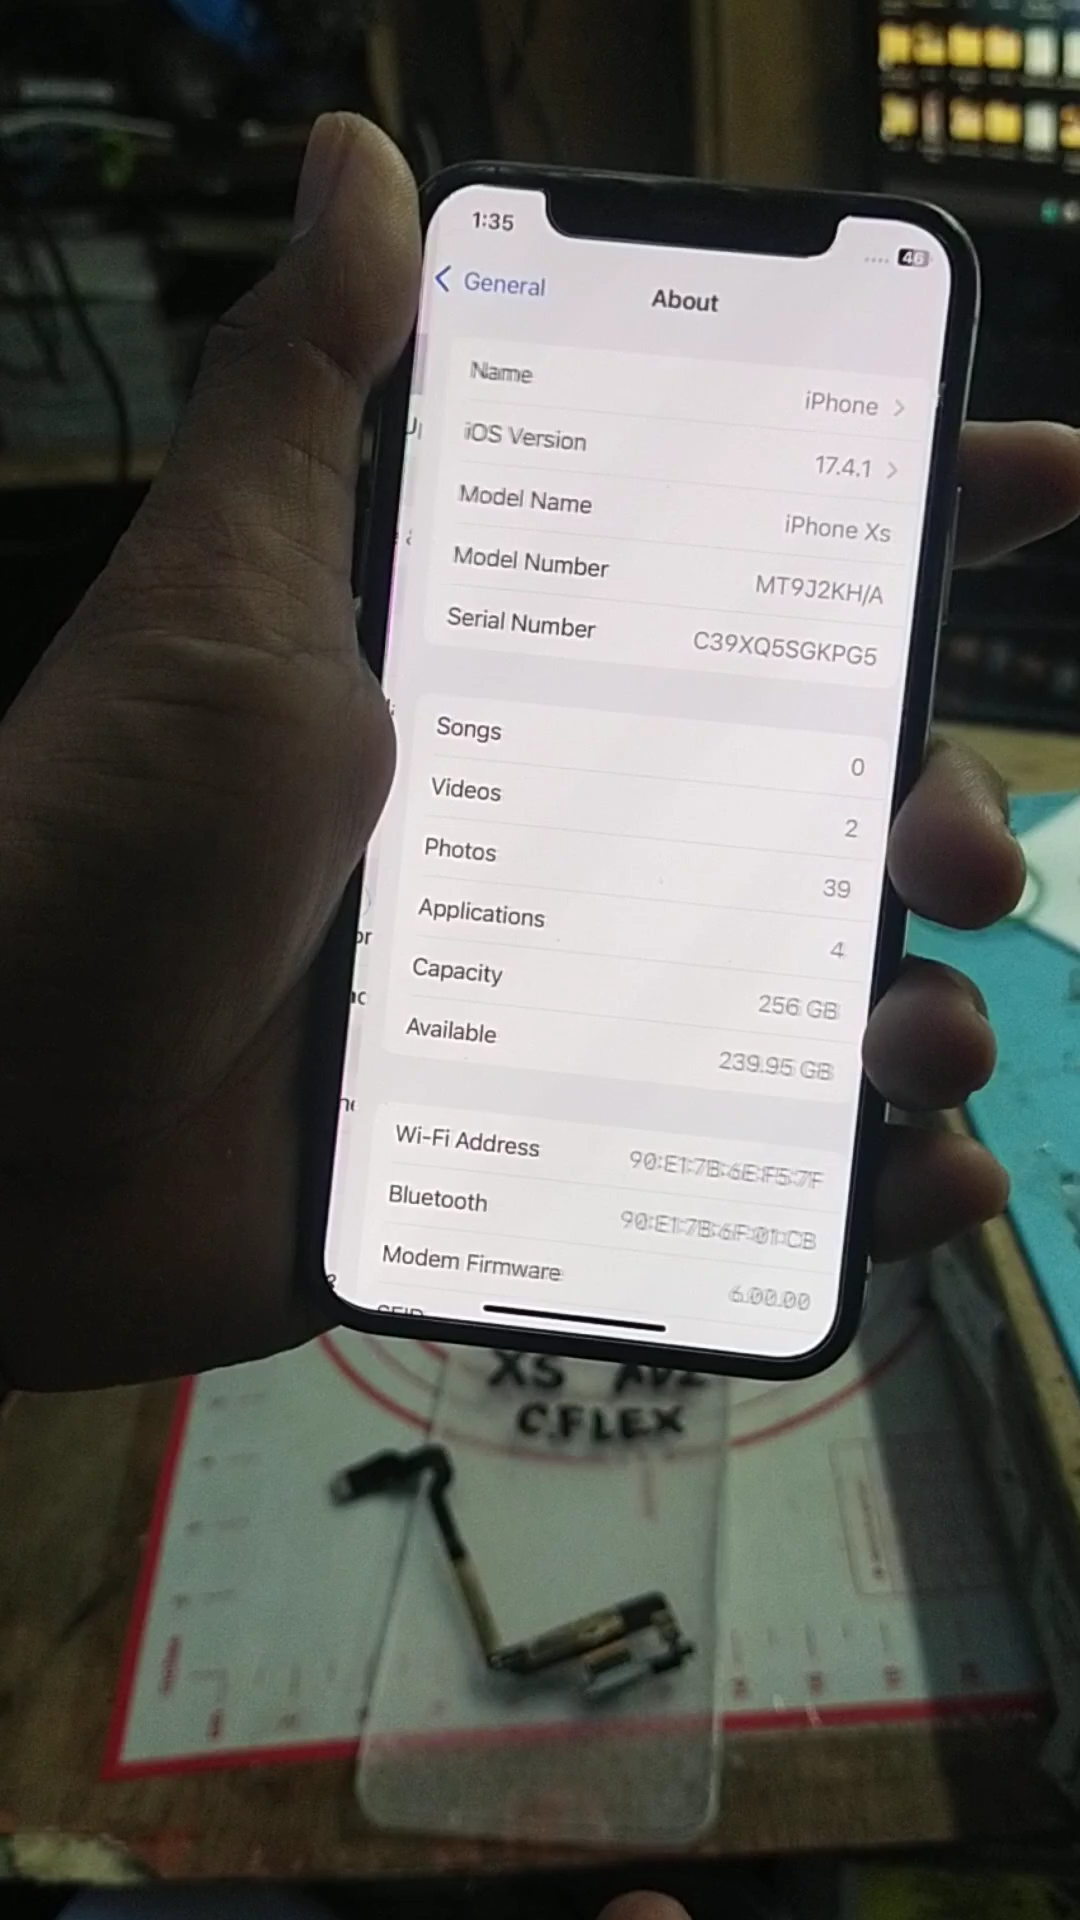 1:35
46
General
About
Name
iPhone
iOS Version
17.4.1
Model Name
iPhone Xs
Model Number
MT9J2KH/A
Serial Number
C39XQ5SGKPG5
Songs
0
Videos
2
Photos
39
Applications
4
Capacity
256 GB
Available
239.95 GB
Wi-Fi Address
90:E1:7B:6E:F5:7F
Bluetooth
90:E1:7B:6F:01:CB
Modem Firmware
6.00.00
XS
C.FLEX